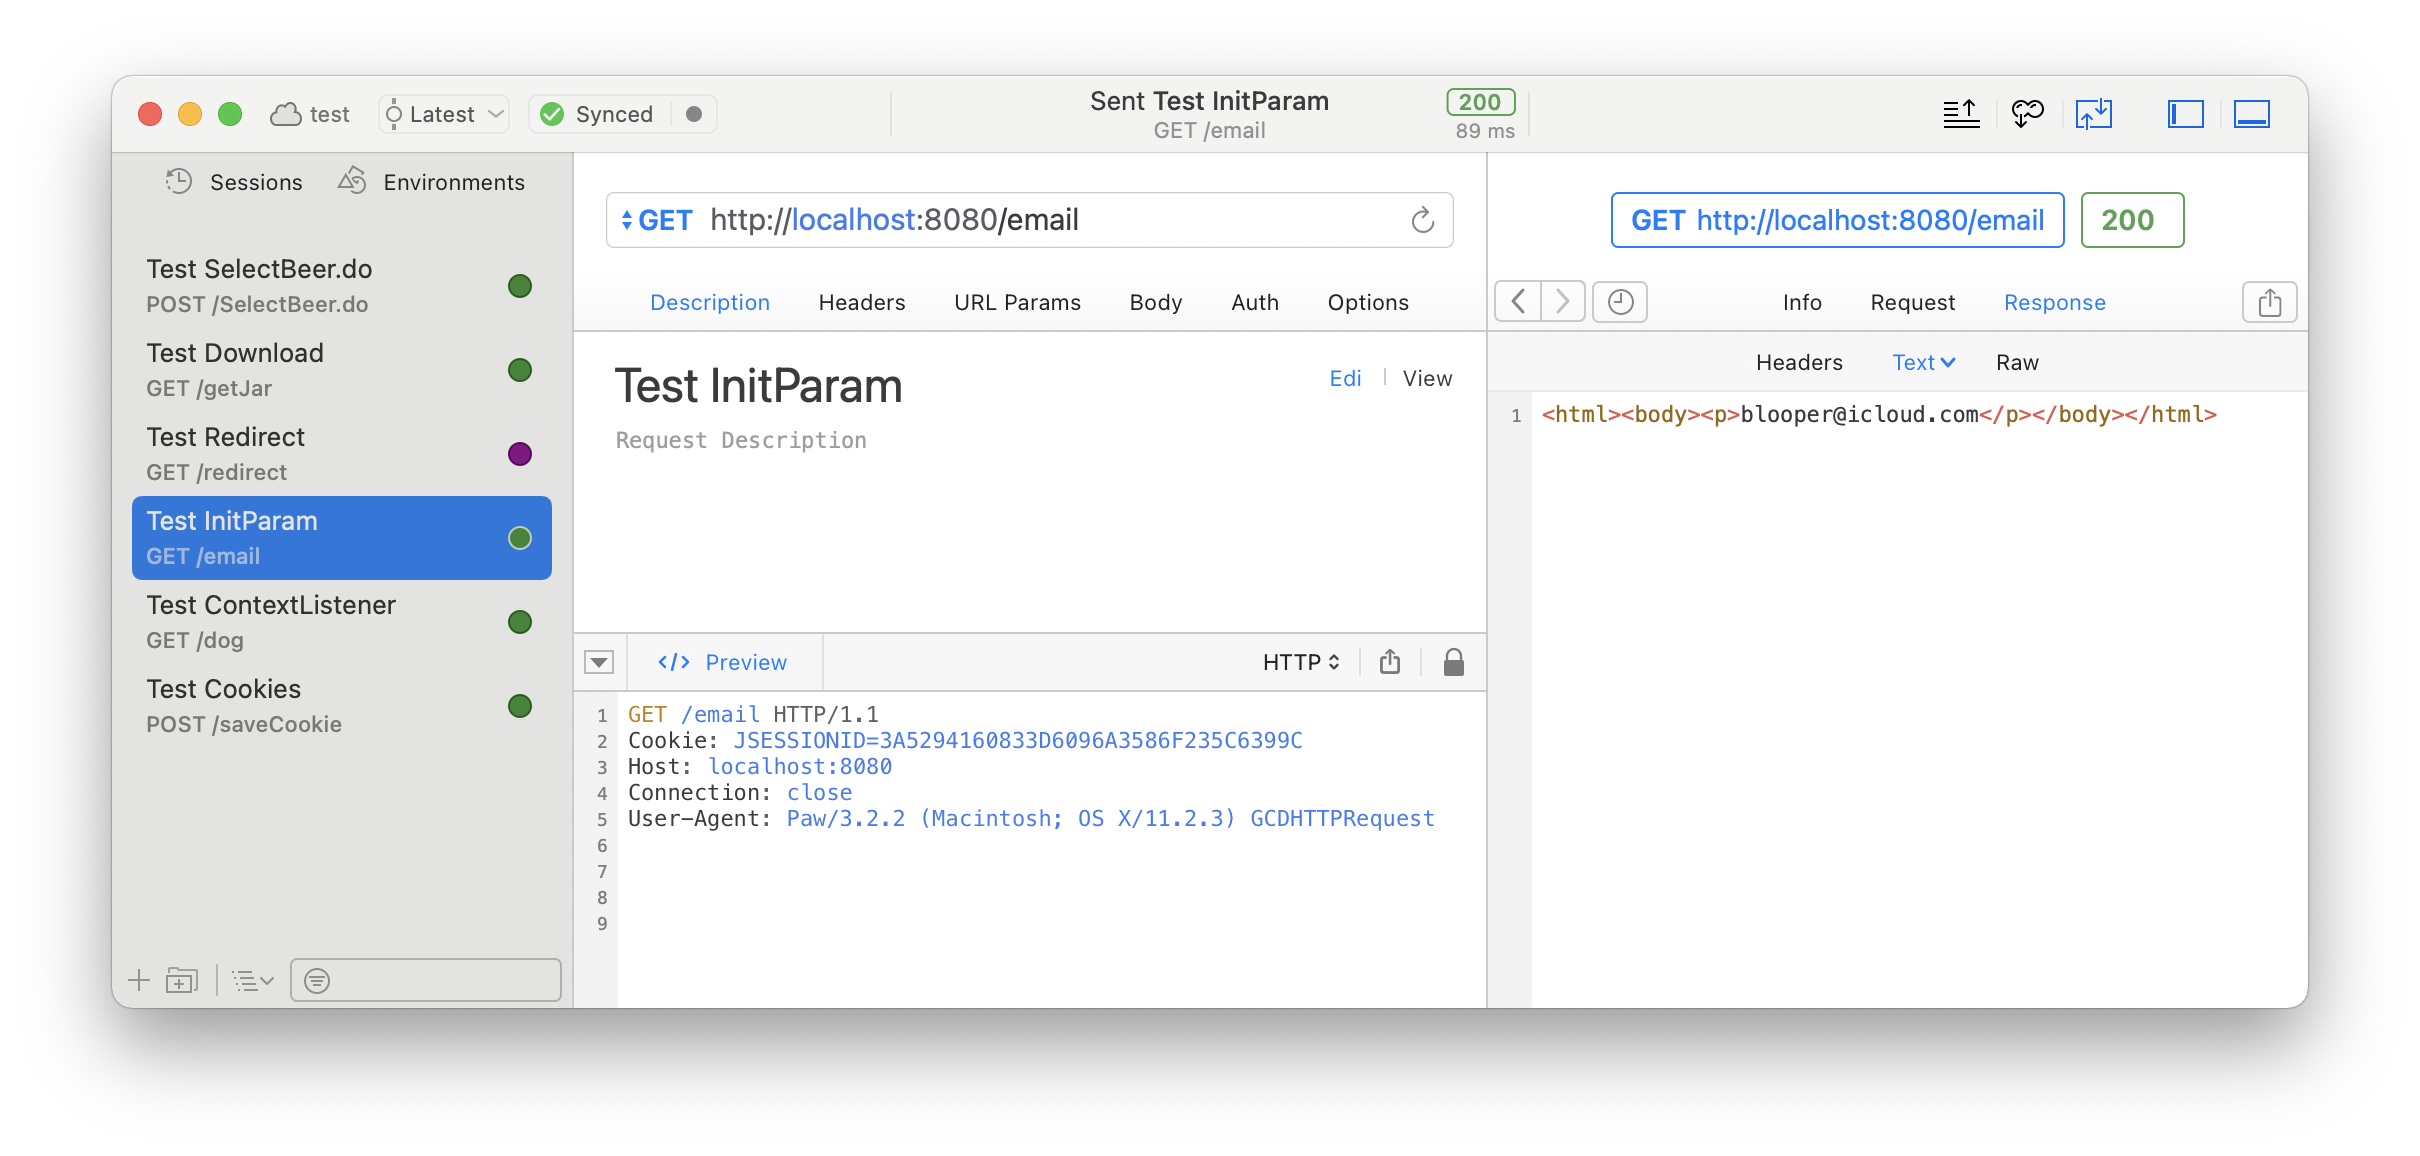 test
Latest
Synced
Sent Test InitParam
GET /email
200
89 ms
Sessions
Environments
Test SelectBeer.do
POST /SelectBeer.do
Test Download
GET /getJar
Test Redirect
GET /redirect
Test InitParam
GET /email
Test ContextListener
GET /dog
Test Cookies
POST /saveCookie
GET http://localhost:8080/email
Description Headers URL Params Body Auth Options
Test InitParam
Edi View
Request Description
</> Preview
HTTP
1 GET /email HTTP/1.1
2 Cookie: JSESSIONID=3A5294160833D6096A3586F235C6399C
3 Host: localhost:8080
4 Connection: close
5 User-Agent: Paw/3.2.2 (Macintosh; OS X/11.2.3) GCDHTTPRequest
6
7
8
9
GET http://localhost:8080/email 200
Info Request Response
Headers Text Raw
1 <html><body><p>blooper@icloud.com</p></body></html>